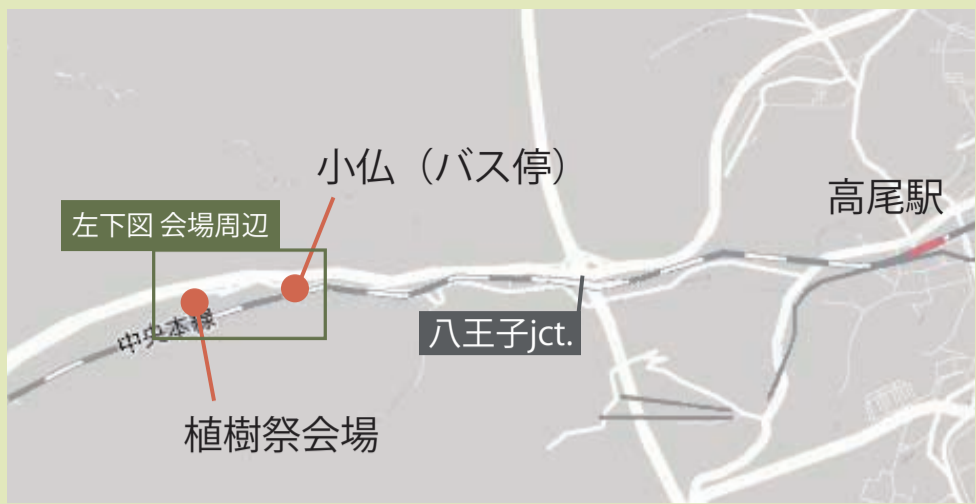 小仏（バス停）
高尾駅
左下図 会場周辺
中央本線
八王子jct.
植樹祭会場